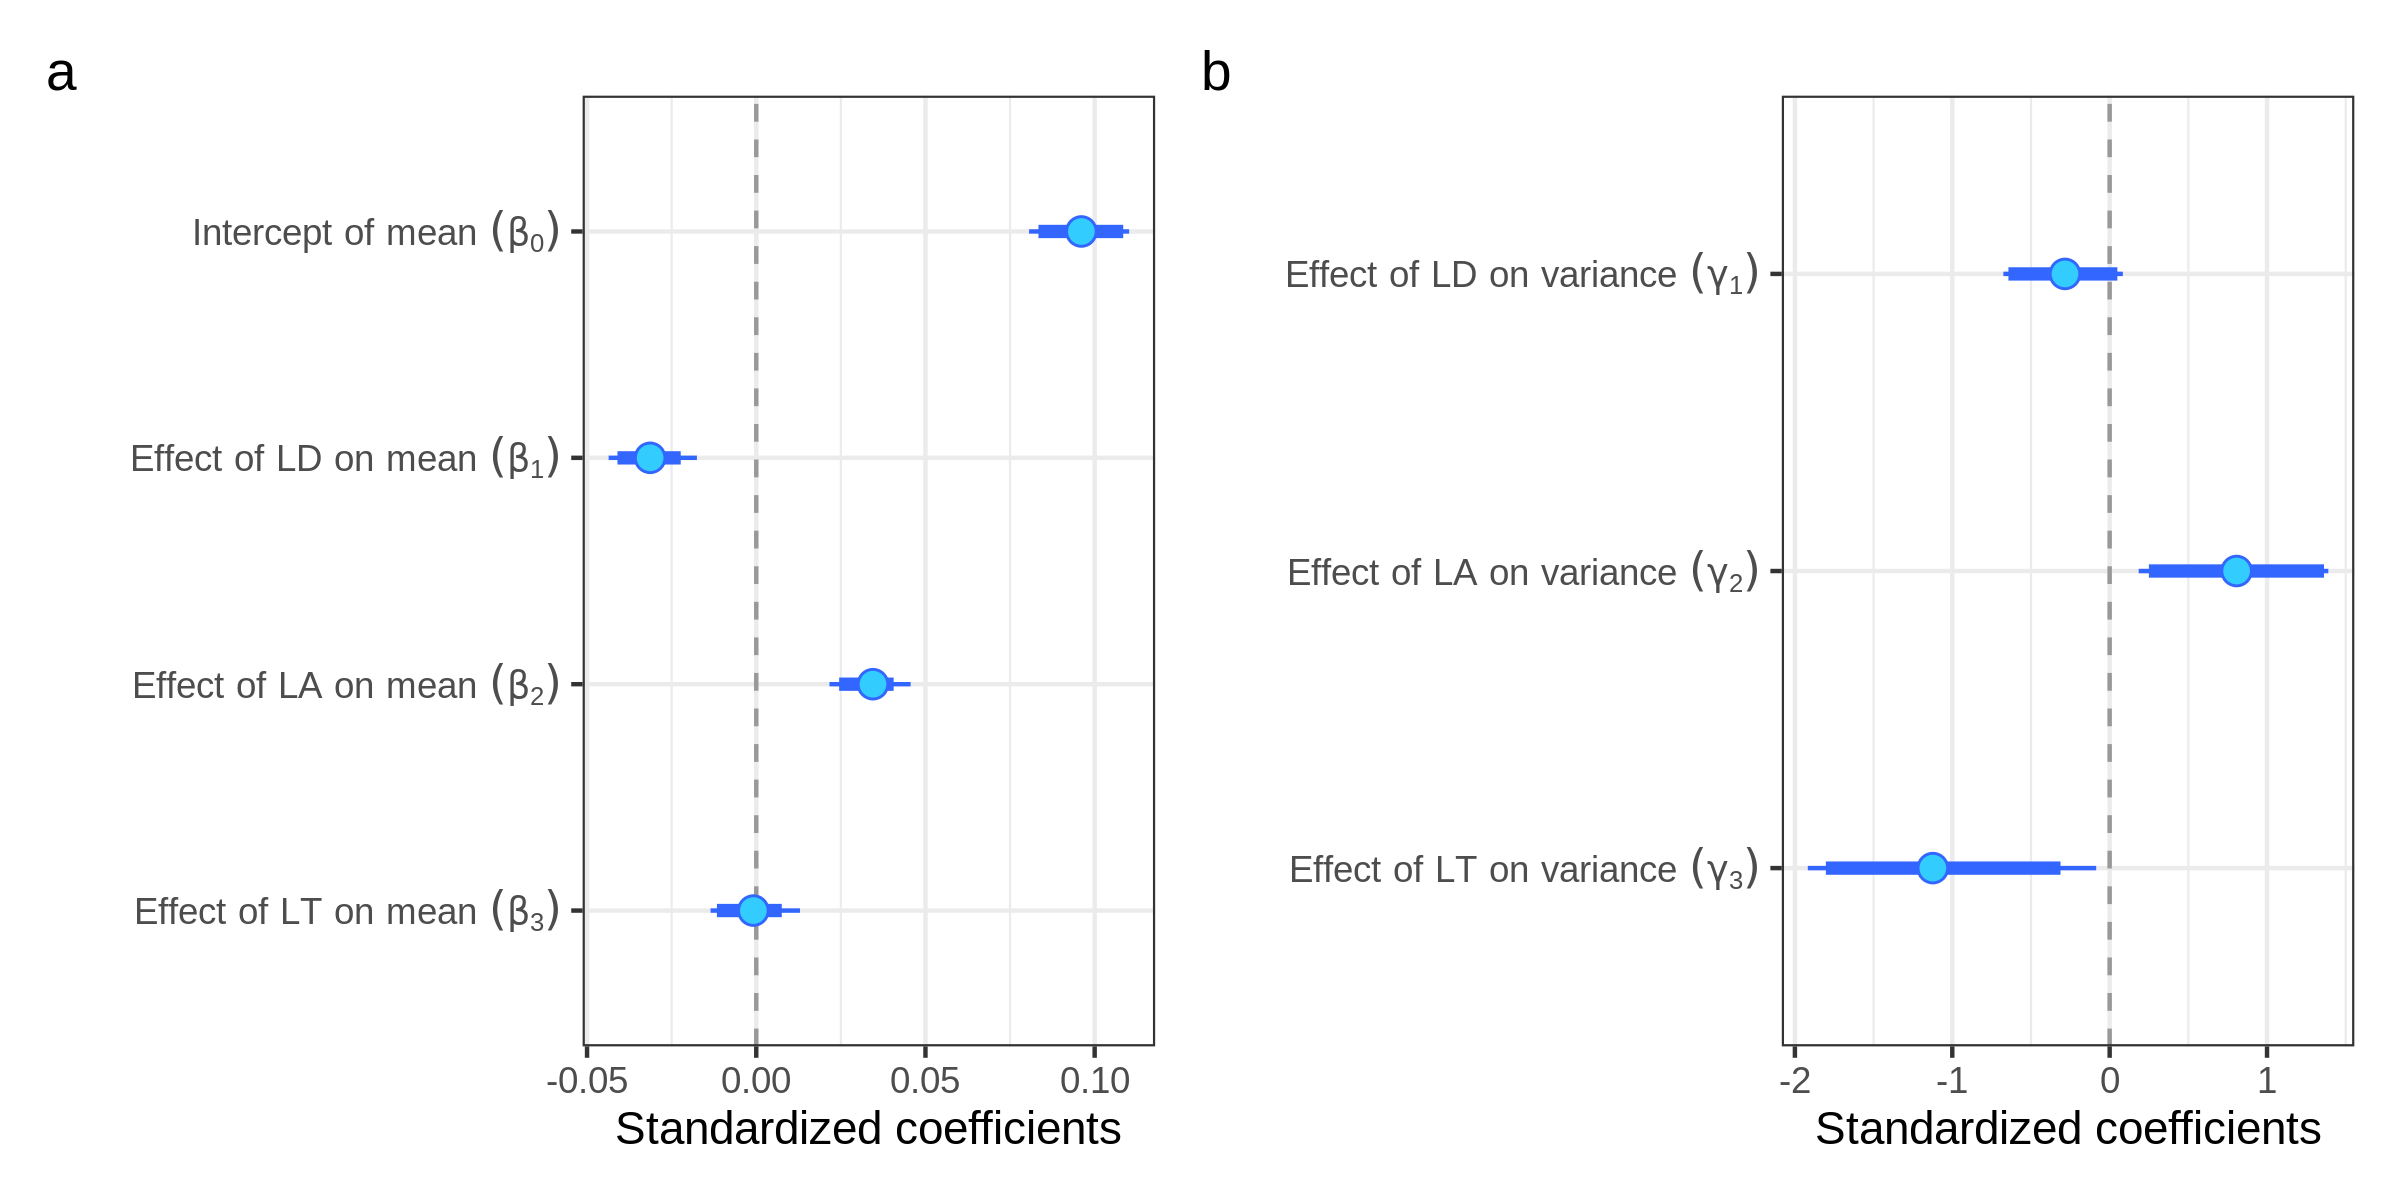 a
Intercept of mean (β₀)
Effect of LD on mean (β₁)
Effect of LA on mean (β₂)
Effect of LT on mean (β₃)
-0.05 0.00 0.05 0.10
Standardized coefficients
b
Effect of LD on variance (γ₁)
Effect of LA on variance (γ₂)
Effect of LT on variance (γ₃)
-2 -1 0 1
Standardized coefficients